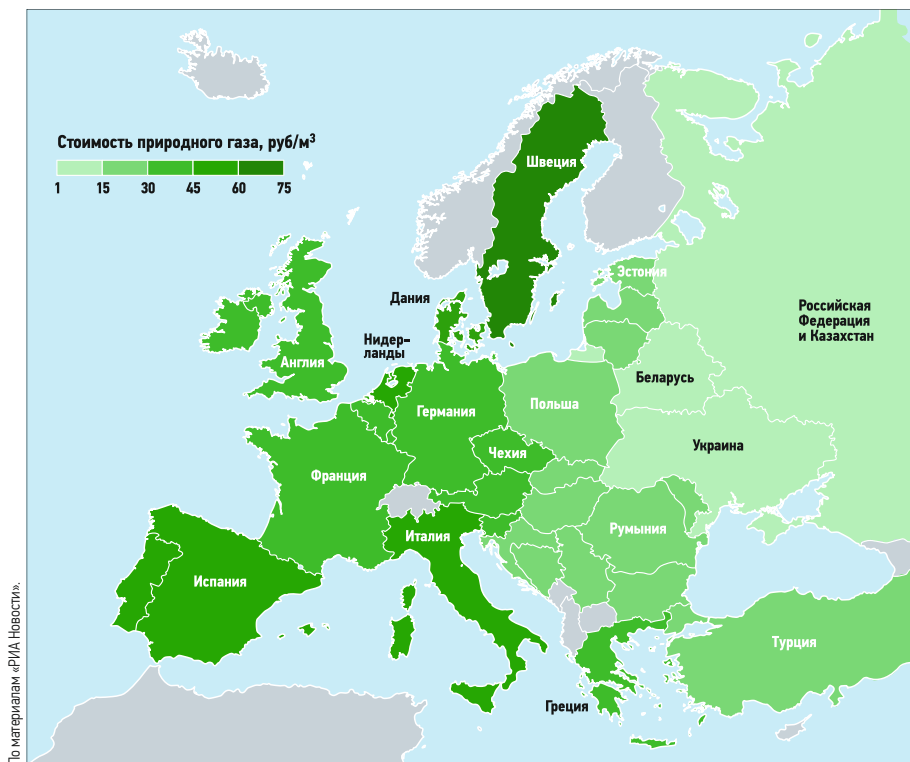 Стоимость природного газа, руб/м³
1 15 30 45 60 75
Швеция
Эстония
Дания
Российская
Федерация
и Казахстан
Нидер-
ланды
Англия
Беларусь
Германия
Польша
Украина
Чехия
Франция
Румыния
Италия
Испания
Турция
Греция
По материалам «РИА Новости».